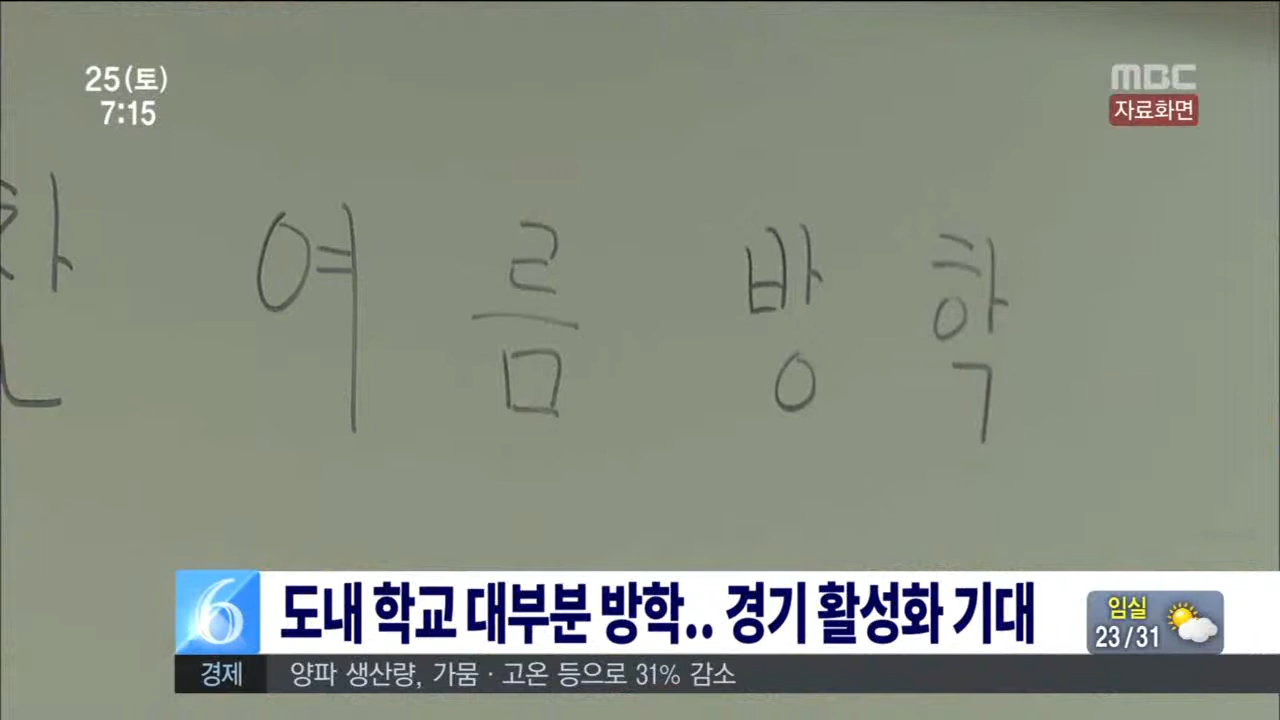 25(토)
7:15
MBC
자료화면
한 여름 방학
6
도내 학교 대부분 방학.. 경기 활성화 기대
임실
23/31
경제
양파 생산량, 가뭄·고온 등으로 31% 감소